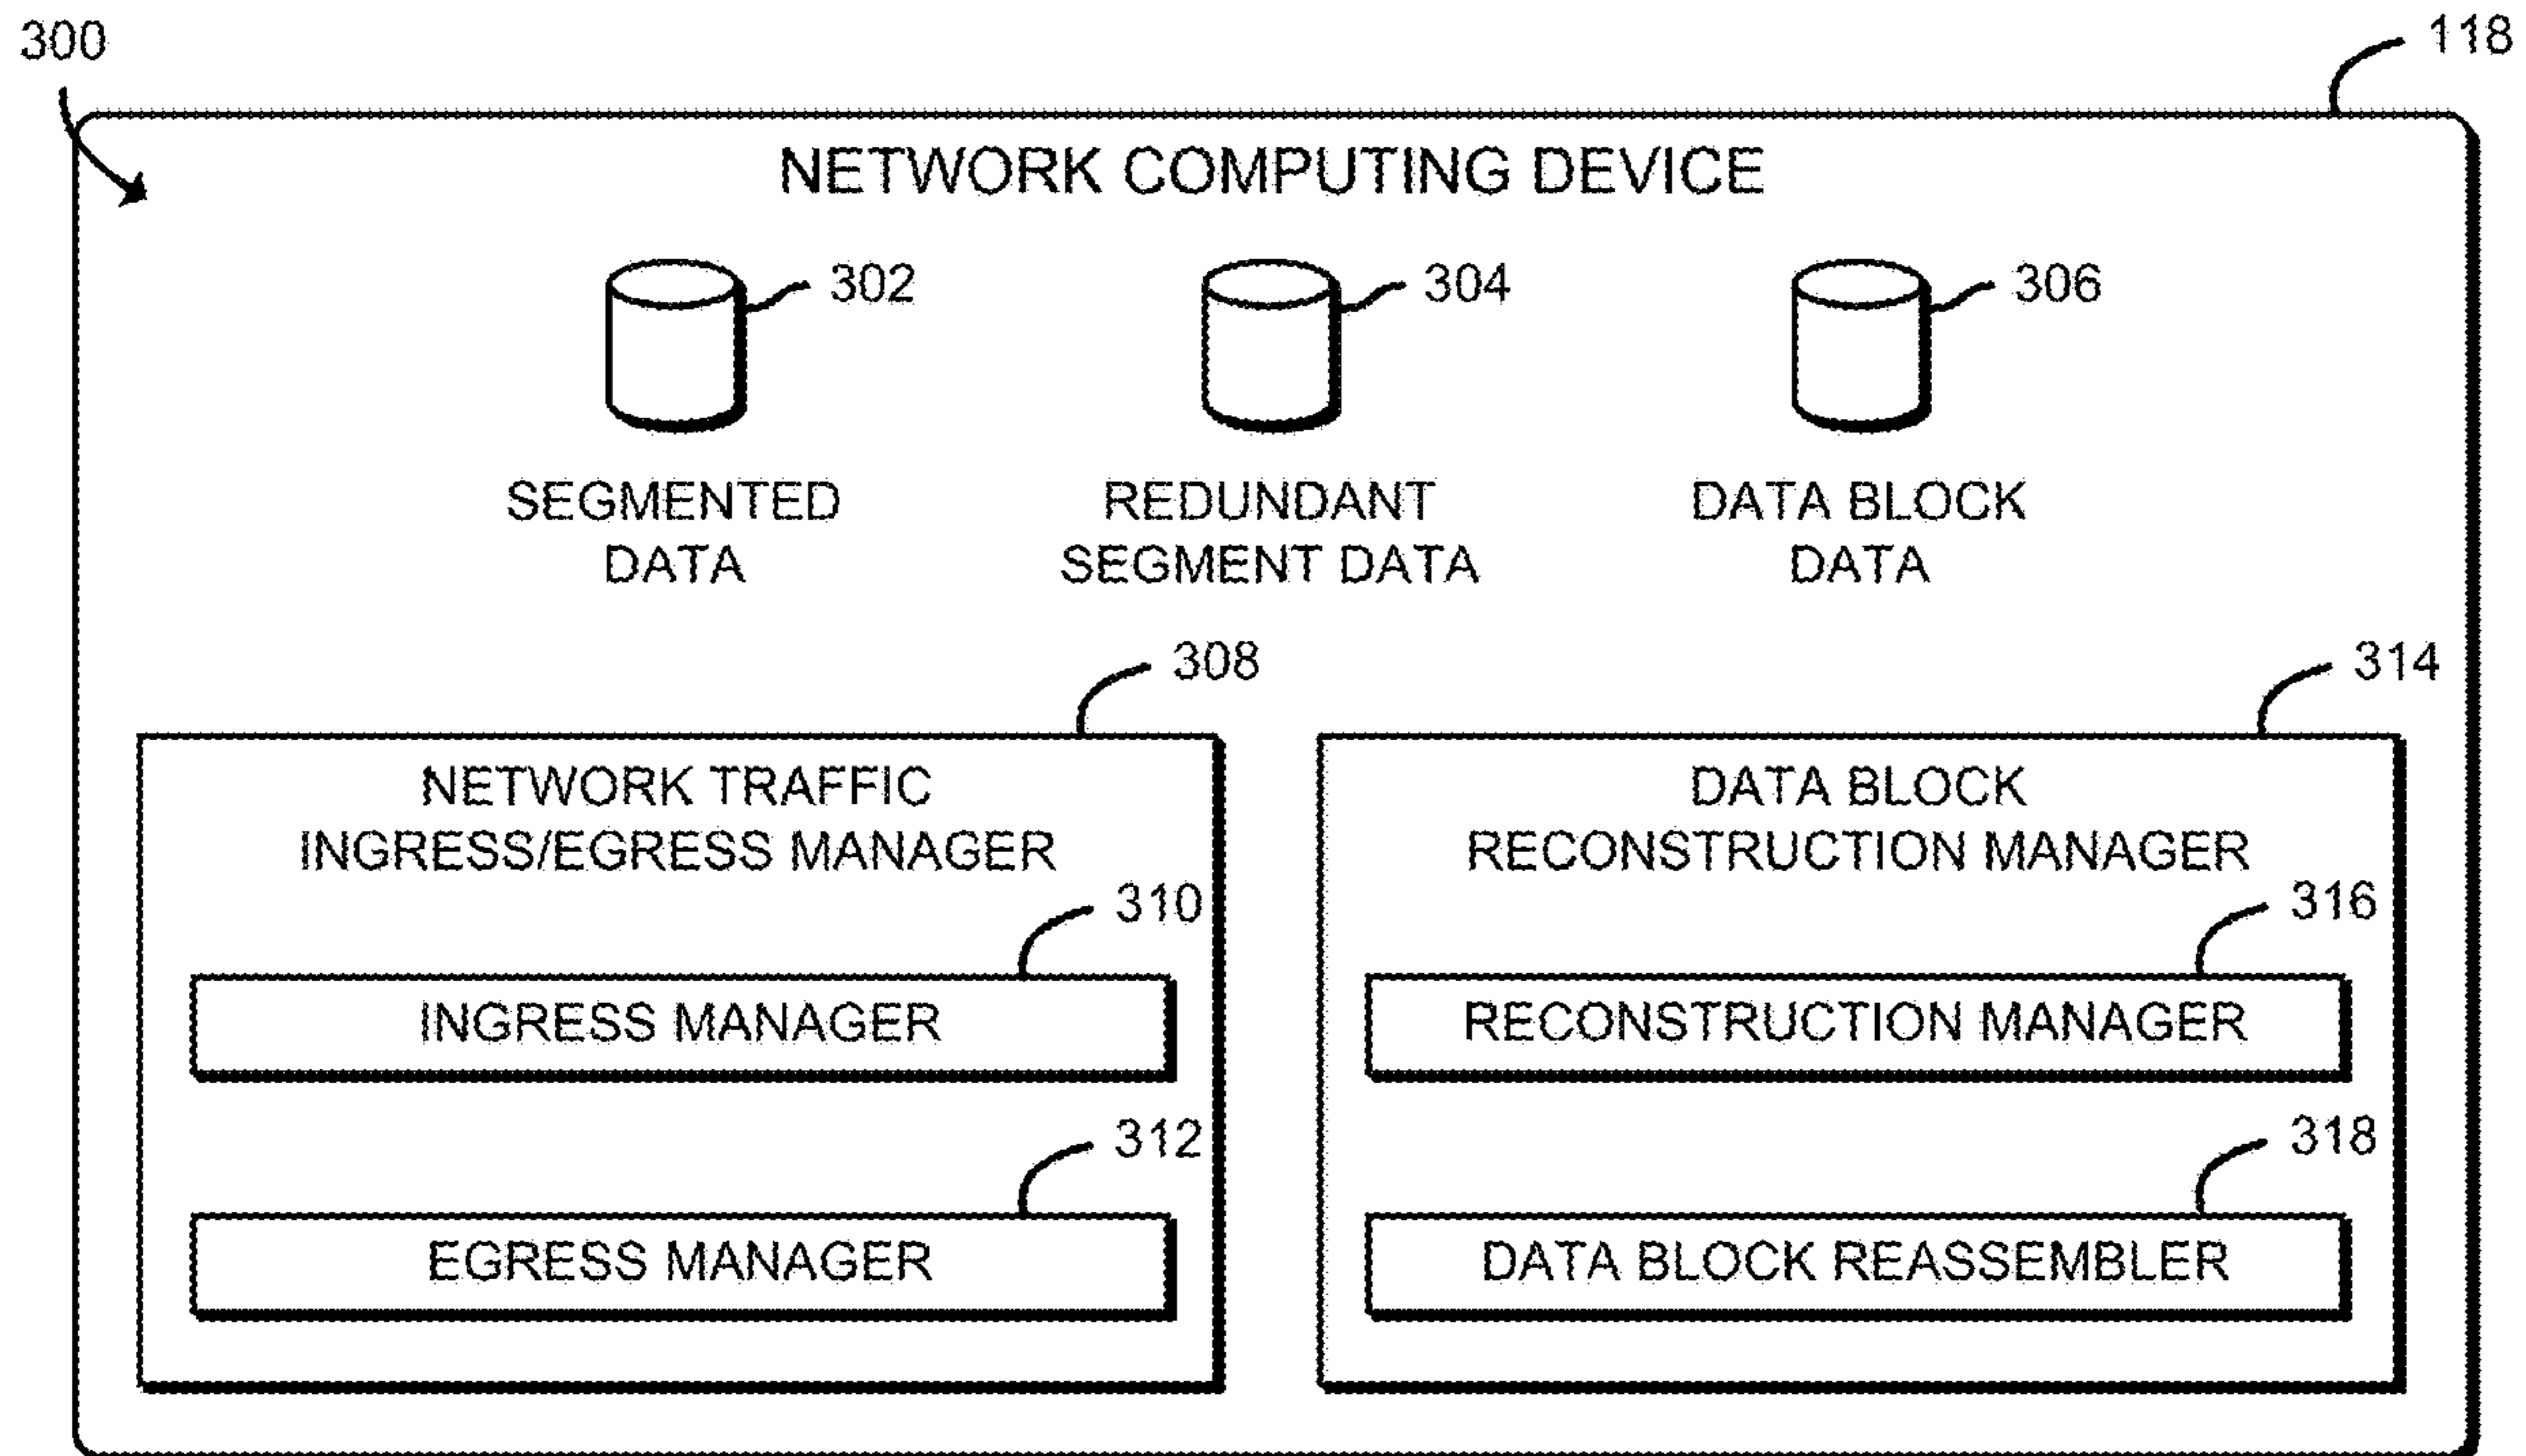 300
118
NETWORK COMPUTING DEVICE
302
304
306
SEGMENTED
DATA
REDUNDANT
SEGMENT DATA
DATA BLOCK
DATA
308
314
NETWORK TRAFFIC
INGRESS/EGRESS MANAGER
310
INGRESS MANAGER
312
EGRESS MANAGER
DATA BLOCK
RECONSTRUCTION MANAGER
316
RECONSTRUCTION MANAGER
318
DATA BLOCK REASSEMBLER